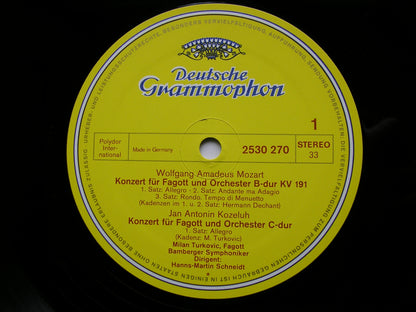 Deutsche
Grammophon
Polydor
Inter-
national
Made in Germany
2530 270
1
STEREO
33
Wolfgang Amadeus Mozart
Konzert für Fagott und Orchester B-dur KV 191
1. Satz: Allegro - 2. Satz: Andante ma Adagio
3. Satz: Rondo. Tempo di Menuetto
(Kadenzen im 1. u. 2. Satz: Hermann Dechant)
Jan Antonin Kozeluh
Konzert für Fagott und Orchester C-dur
1. Satz: Allegro
(Kadenz: M. Turkovic)
Milan Turkovic, Fagott
Bamberger Symphoniker
Dirigent:
Hanns-Martin Schneidt